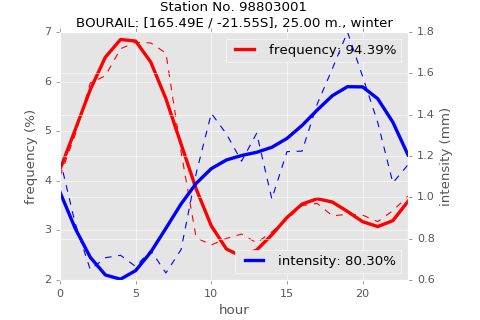 Station No. 98803001
BOURAIL: [165.49E / -21.55S], 25.00 m., winter
frequency: 94.39%
intensity: 80.30%
frequency (%)
7
6
5
4
3
2
intensity (mm)
1.8
1.6
1.4
1.2
1.0
0.8
0.6
0
5
10
15
20
hour